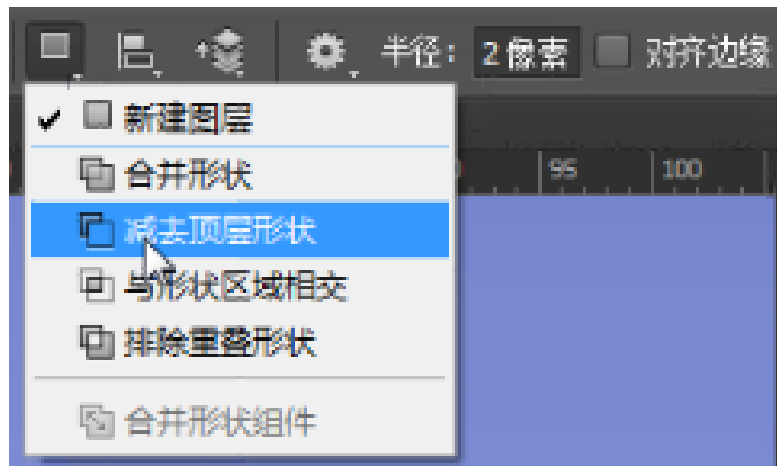 半径： 2 像素 对齐边缘
新建图层
合并形状
95 100
减去顶层形状
与形状区域相交
排除重叠形状
合并形状组件